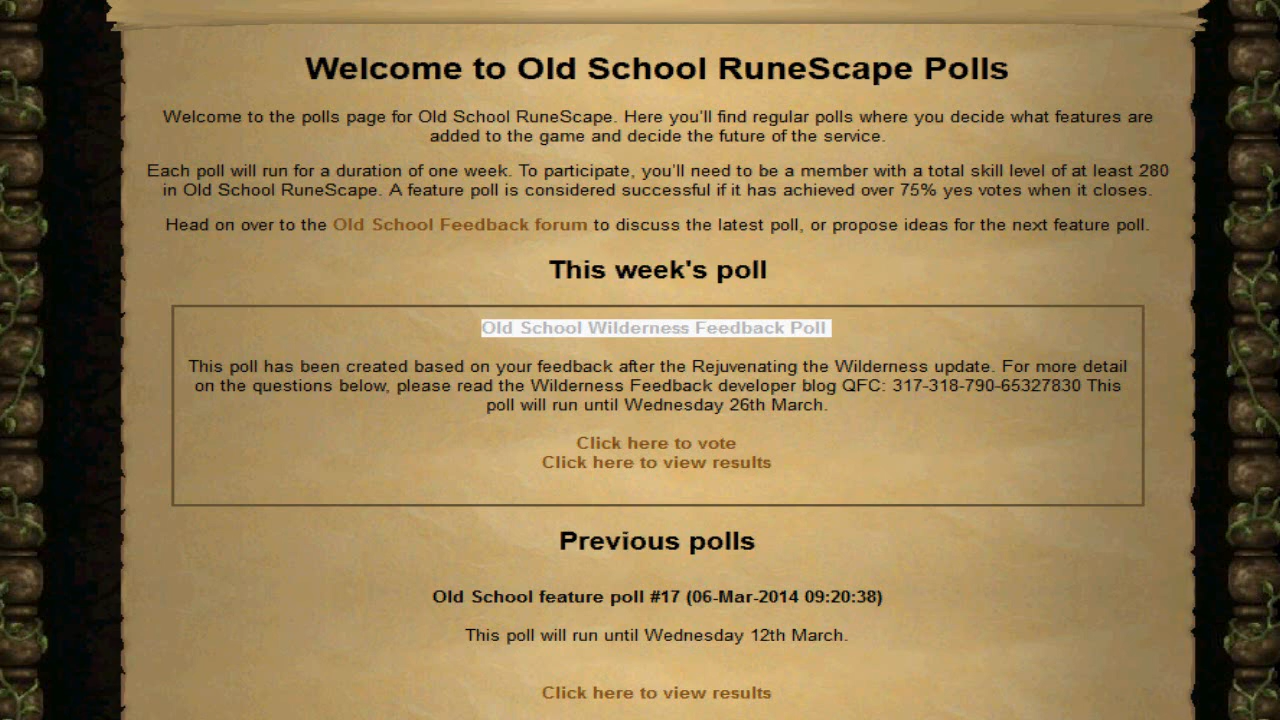 Welcome to Old School RuneScape Polls
Welcome to the polls page for Old School RuneScape. Here you'll find regular polls where you decide what features are
added to the game and decide the future of the service.
Each poll will run for a duration of one week. To participate, you'll need to be a member with a total skill level of at least 280
in Old School RuneScape. A feature poll is considered successful if it has achieved over 75% yes votes when it closes.
Head on over to the Old School Feedback forum to discuss the latest poll, or propose ideas for the next feature poll.
This week's poll
Old School Wilderness Feedback Poll
This poll has been created based on your feedback after the Rejuvenating the Wilderness update. For more detail
on the questions below, please read the Wilderness Feedback developer blog QFC: 317-318-790-65327830 This
poll will run until Wednesday 26th March.
Click here to vote
Click here to view results
Previous polls
Old School feature poll #17 (06-Mar-2014 09:20:38)
This poll will run until Wednesday 12th March.
Click here to view results